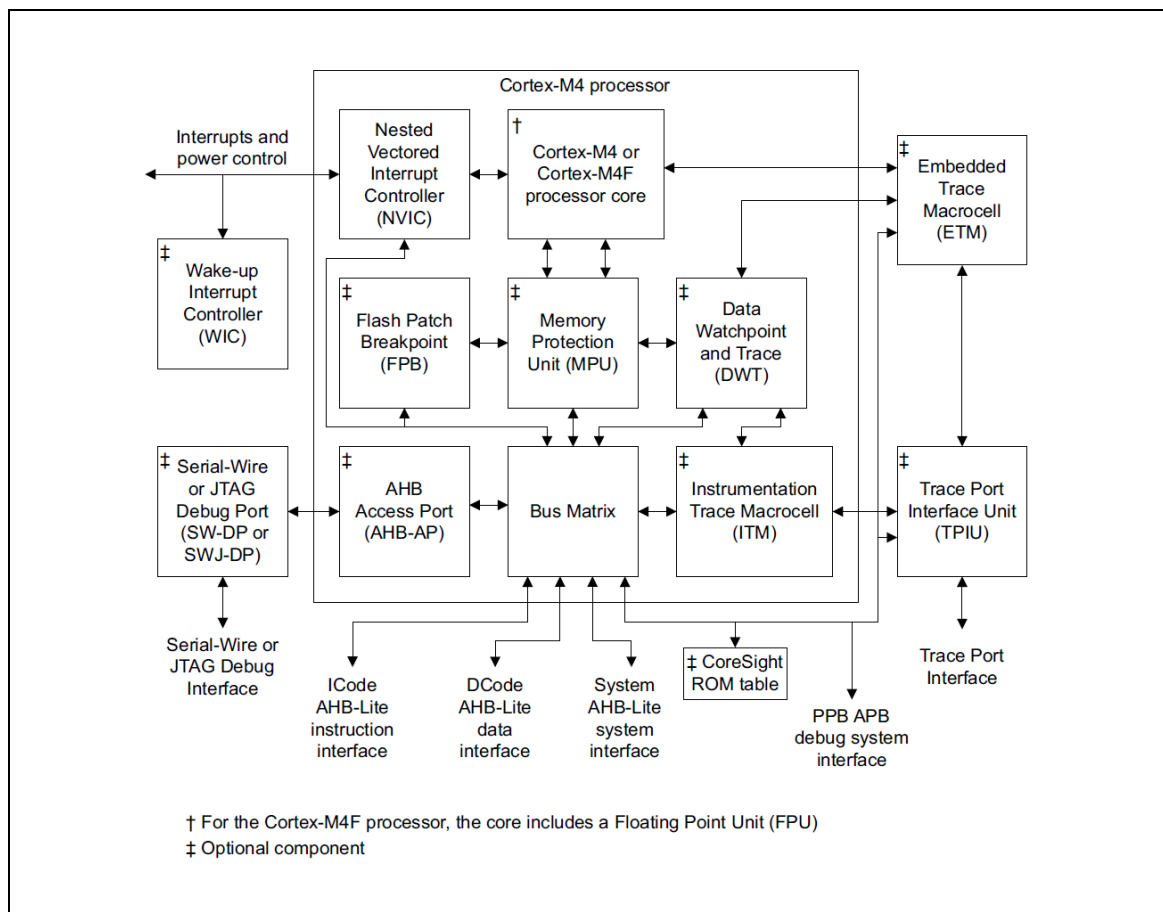 Cortex-M4 processor
Interrupts and
power control
Nested
Vectored
Interrupt
Controller
(NVIC)
†
Cortex-M4 or
Cortex-M4F
processor core
‡
Embedded
Trace
Macrocell
(ETM)
‡
Wake-up
Interrupt
Controller
(WIC)
‡
Flash Patch
Breakpoint
(FPB)
‡
Memory
Protection
Unit (MPU)
‡
Data
Watchpoint
and Trace
(DWT)
‡
Serial-Wire
or JTAG
Debug Port
(SW-DP or
SWJ-DP)
‡
AHB
Access Port
(AHB-AP)
Bus Matrix
‡
Instrumentation
Trace Macrocell
(ITM)
‡
Trace Port
Interface Unit
(TPIU)
Serial-Wire or
JTAG Debug
Interface
ICode
AHB-Lite
instruction
interface
DCode
AHB-Lite
data
interface
System
AHB-Lite
system
interface
‡ CoreSight
ROM table
PPB APB
debug system
interface
Trace Port
Interface
† For the Cortex-M4F processor, the core includes a Floating Point Unit (FPU)
‡ Optional component